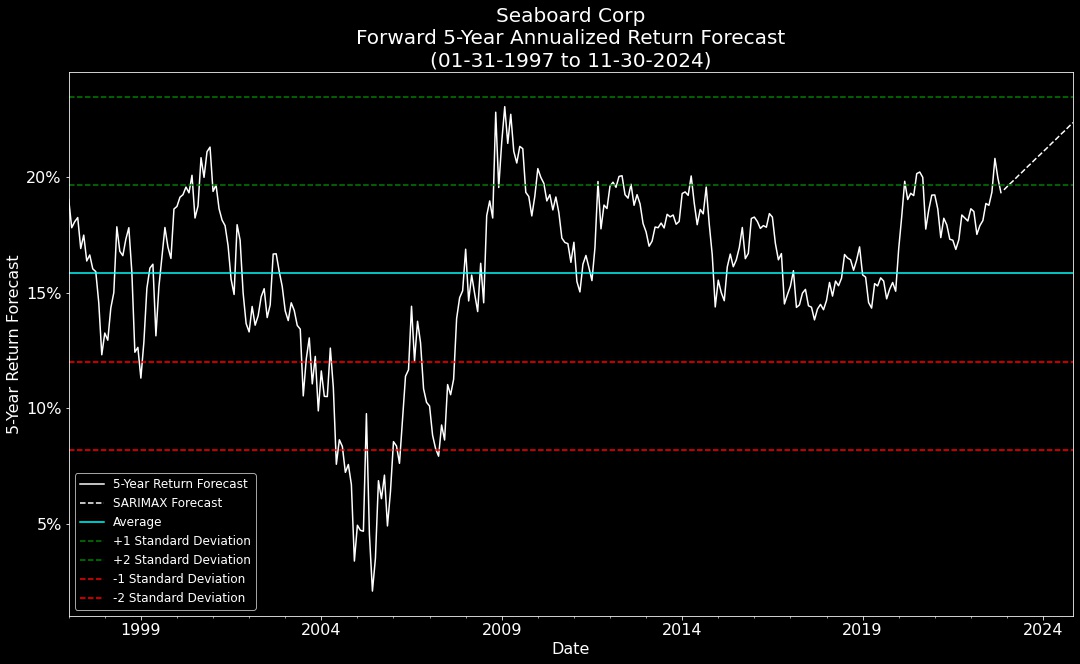 Seaboard Corp
Forward 5-Year Annualized Return Forecast
(01-31-1997 to 11-30-2024)
5-Year Return Forecast
20%
15%
10%
5%
5-Year Return Forecast
SARIMAX Forecast
Average
+1 Standard Deviation
+2 Standard Deviation
-1 Standard Deviation
-2 Standard Deviation
1999
2004
2009
2014
2019
2024
Date